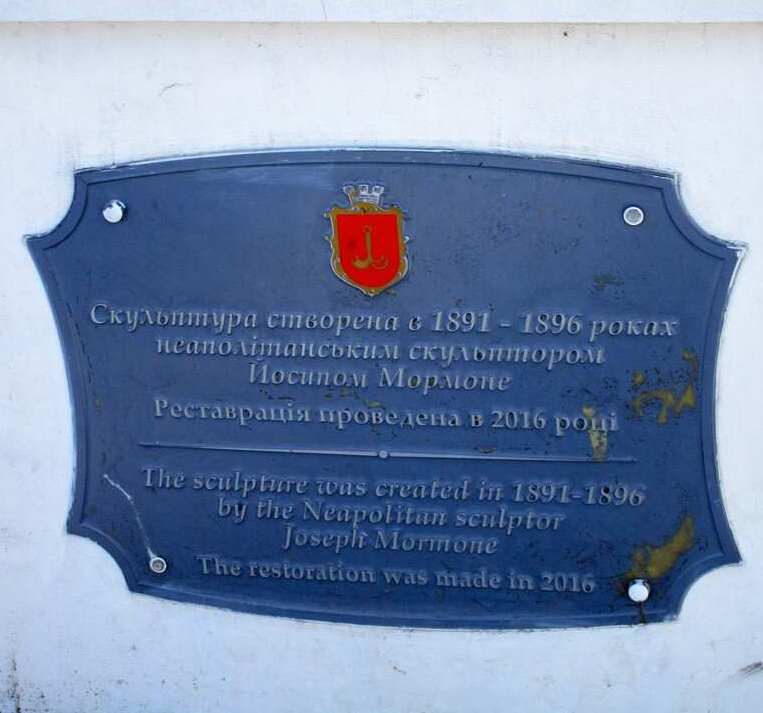 Скульптура створена в 1891 - 1896 роках
неаполітанським скульптором
Йосипом Мормоне
Реставрація проведена в 2016 році
The sculpture was created in 1891-1896
by the Neapolitan sculptor
Joseph Mormone
The restoration was made in 2016